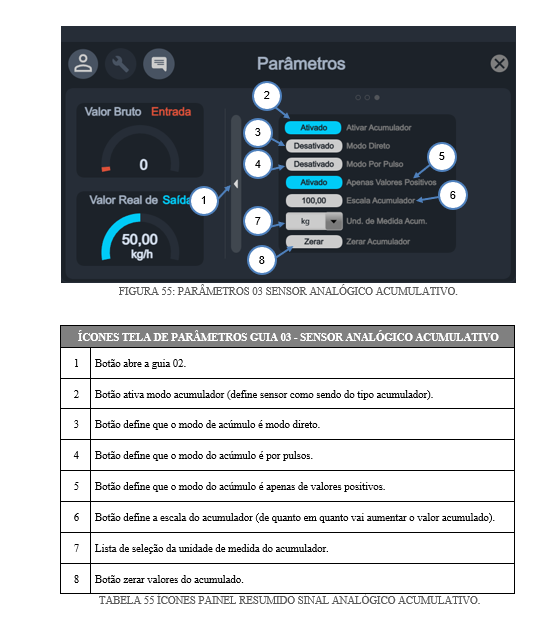 Parâmetros
2
Valor Bruto Entrada
0
Valor Real de Saída
50,00
kg/h
1
3
4
5
6
7
8
Ativado Ativar Acumulador
Desativado Modo Direto
Desativado Modo Por Pulso
Ativado Apenas Valores Positivos
100,00 Escala Acumulador
kg Und. de Medida Acum.
Zerar Zerar Acumulador
FIGURA 55: PARÂMETROS 03 SENSOR ANALÓGICO ACUMULATIVO.
ÍCONES TELA DE PARÂMETROS GUIA 03 - SENSOR ANALÓGICO ACUMULATIVO
1 Botão abre a guia 02.
2 Botão ativa modo acumulador (define sensor como sendo do tipo acumulador).
3 Botão define que o modo de acúmulo é modo direto.
4 Botão define que o modo do acúmulo é por pulsos.
5 Botão define que o modo do acúmulo é apenas de valores positivos.
6 Botão define a escala do acumulador (de quanto em quanto vai aumentar o valor acumulado).
7 Lista de seleção da unidade de medida do acumulador.
8 Botão zerar valores do acumulado.
TABELA 55 ÍCONES PAINEL RESUMIDO SINAL ANALÓGICO ACUMULATIVO.